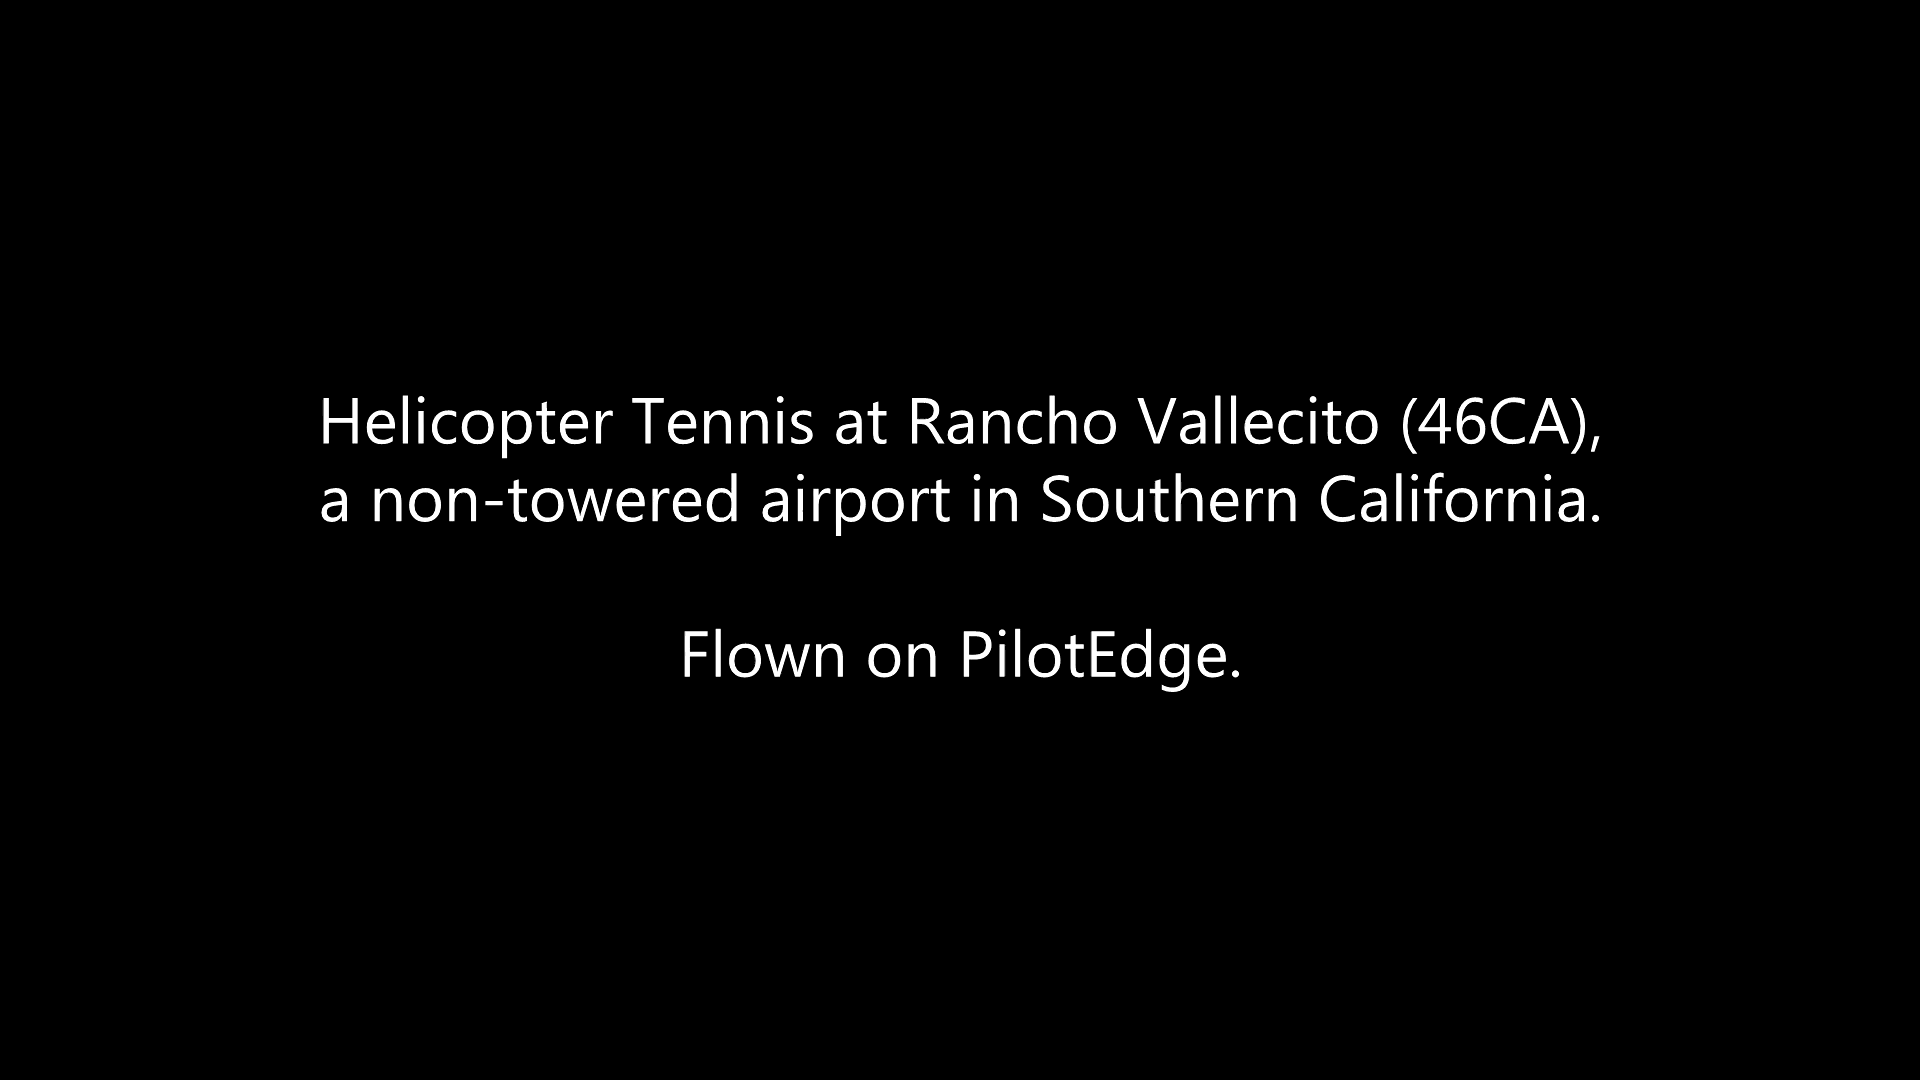 Helicopter Tennis at Rancho Vallecito (46CA),
a non-towered airport in Southern California.
Flown on PilotEdge.